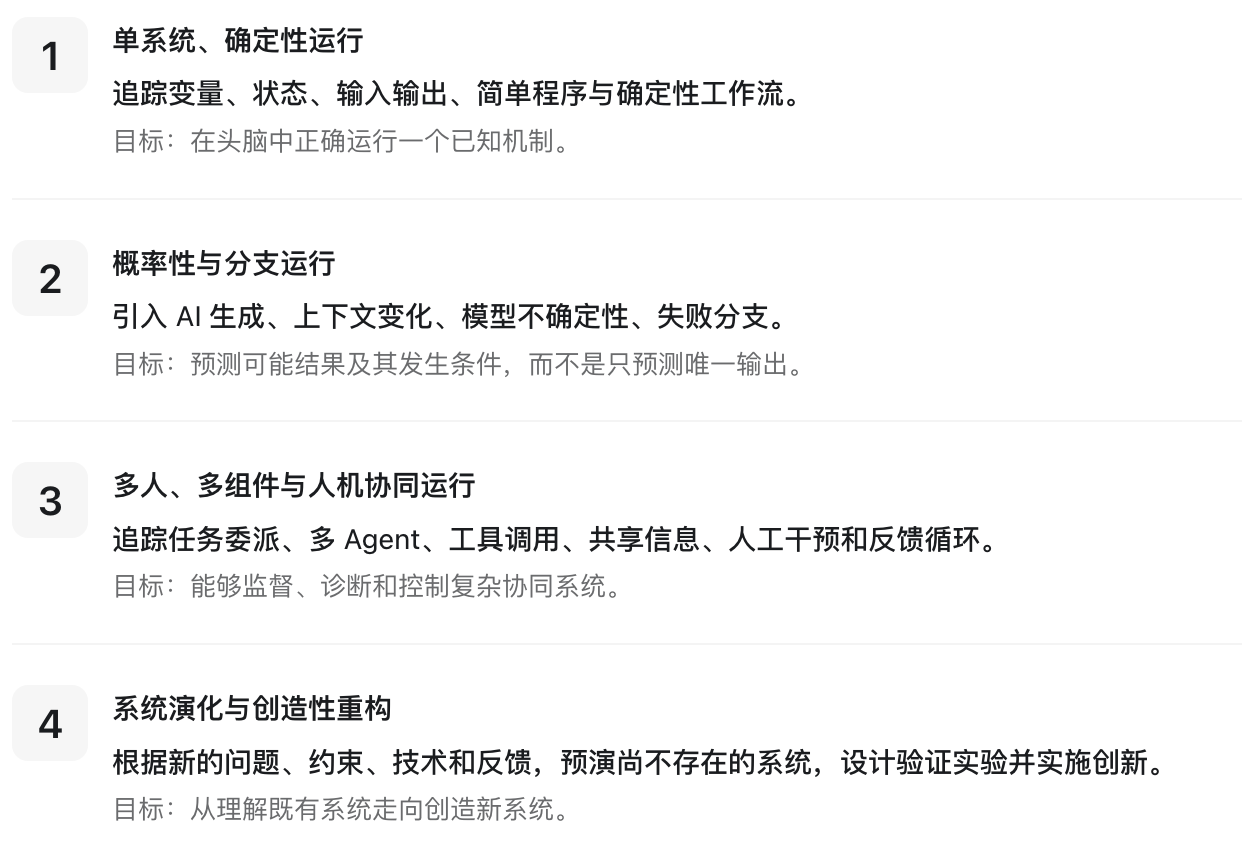 1
单系统、确定性运行
追踪变量、状态、输入输出、简单程序与确定性工作流。
目标：在头脑中正确运行一个已知机制。
2
概率性与分支运行
引入 AI 生成、上下文变化、模型不确定性、失败分支。
目标：预测可能结果及其发生条件，而不是只预测唯一输出。
3
多人、多组件与人机协同运行
追踪任务委派、多 Agent、工具调用、共享信息、人工干预和反馈循环。
目标：能够监督、诊断和控制复杂协同系统。
4
系统演化与创造性重构
根据新的问题、约束、技术和反馈，预演尚不存在的系统，设计验证实验并实施创新。
目标：从理解既有系统走向创造新系统。